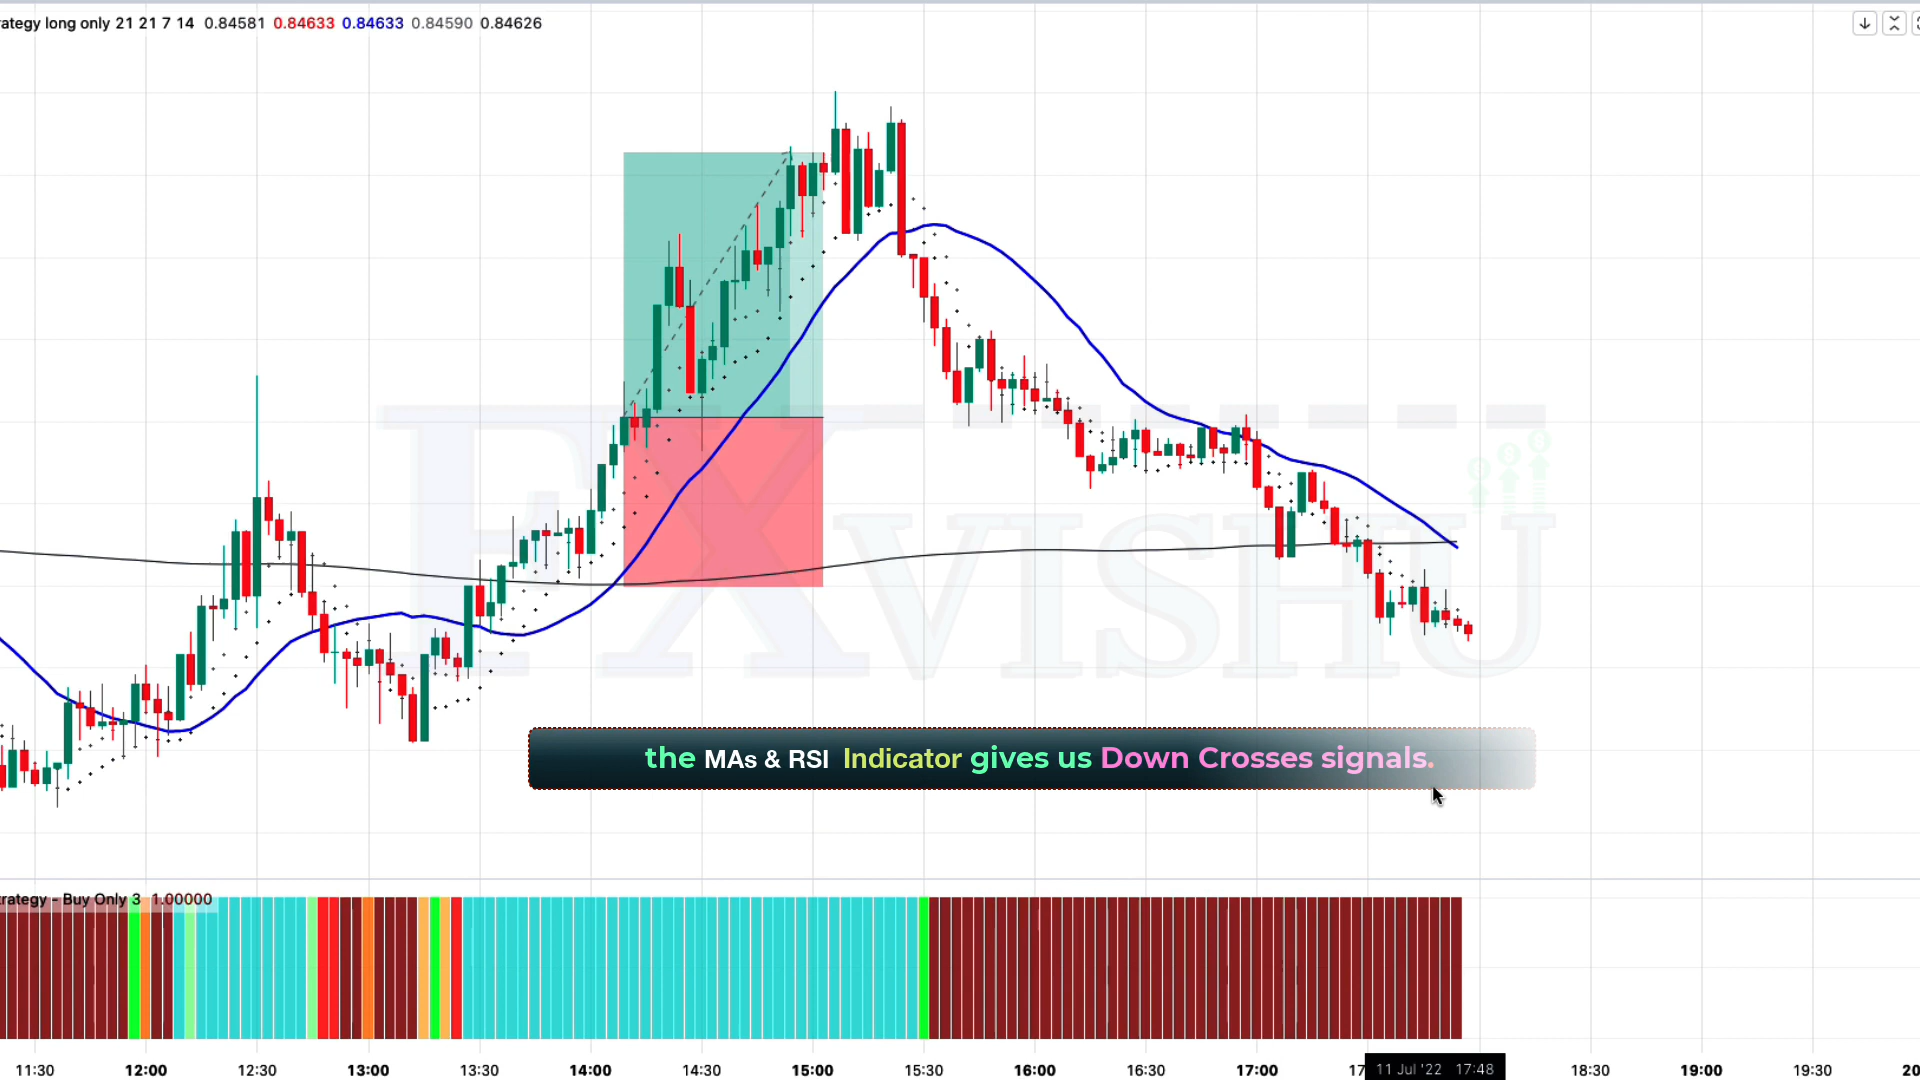 rategy long only 21 21 7 14 0.84581 0.84633 0.84633 0.84590 0.84626
FXVISHU
the MAs & RSI Indicator gives us Down Crosses signals.
rategy - Buy Only 3 1.00000
11:30 12:00 12:30 13:00 13:30 14:00 14:30 15:00 15:30 16:00 16:30 17:00 17 11 Jul '22 17:48 18:30 19:00 19:30 20